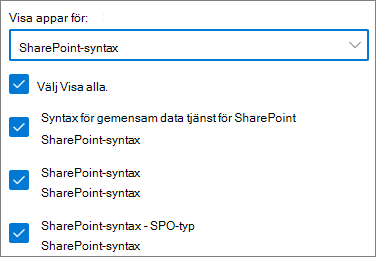 Visa appar för:
SharePoint-syntax
Välj Visa alla.
Syntax för gemensam data tjänst för SharePoint
SharePoint-syntax
SharePoint-syntax
SharePoint-syntax
SharePoint-syntax - SPO-typ
SharePoint-syntax